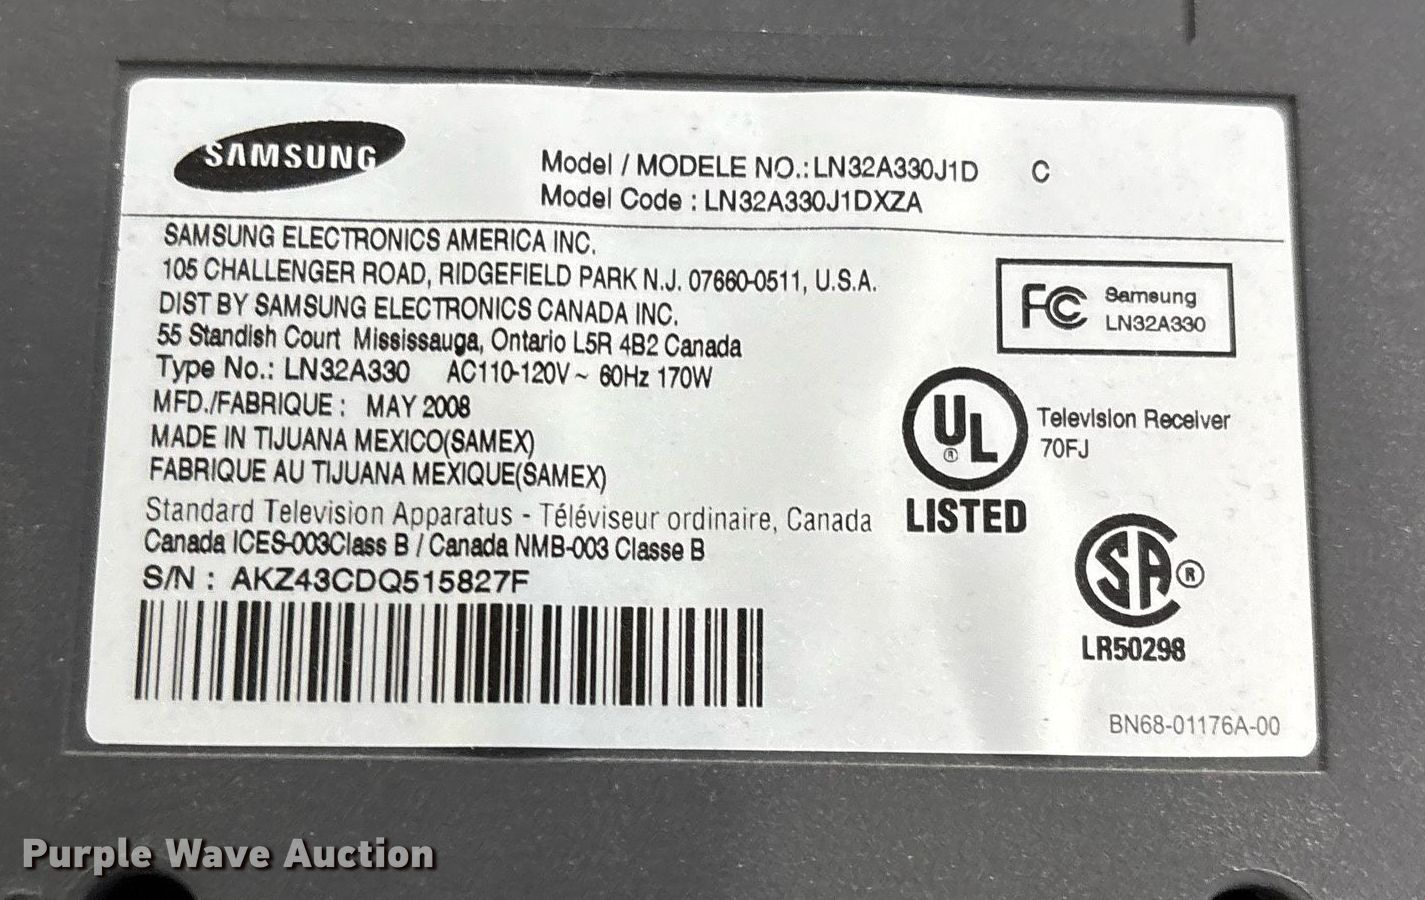 SAMSUNG
Model / MODELE NO.: LN32A330J1D C
Model Code : LN32A330J1DXZA
SAMSUNG ELECTRONICS AMERICA INC.
105 CHALLENGER ROAD, RIDGEFIELD PARK N.J. 07660-0511, U.S.A.
DIST BY SAMSUNG ELECTRONICS CANADA INC.
55 Standish Court Mississauga, Ontario L5R 4B2 Canada
Type No.: LN32A330 AC110-120V~ 60Hz 170W
MFD./FABRIQUE : MAY 2008
MADE IN TIJUANA MEXICO(SAMEX)
FABRIQUE AU TIJUANA MEXIQUE(SAMEX)
Standard Television Apparatus - Téléviseur ordinaire, Canada
Canada ICES-003Class B / Canada NMB-003 Classe B
S/N : AKZ43CDQ515827F
FC Samsung
LN32A330
UL ® Television Receiver
70FJ
LISTED
SA ®
LR50298
BN68-01176A-00
Purple Wave Auction